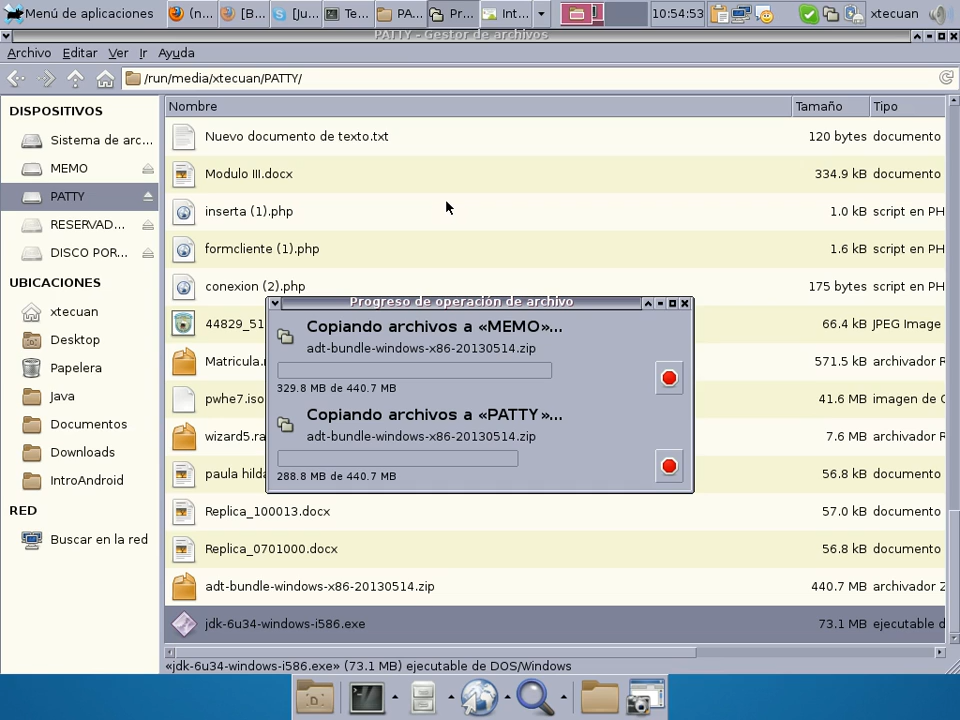 Menú de aplicaciones
(n...
[B...
[Ju...
Te...
PA...
Pr...
Int...
10:54:53
xtecuan
PATTY - Gestor de archivos
Archivo Editar Ver Ir Ayuda
/run/media/xtecuan/PATTY/
DISPOSITIVOS
Sistema de arc...
MEMO
PATTY
RESERVAD...
DISCO POR...
UBICACIONES
xtecuan
Desktop
Papelera
Java
Documentos
Downloads
IntroAndroid
RED
Buscar en la red
Nombre Tamaño Tipo
Nuevo documento de texto.txt 120 bytes documento
Modulo III.docx 334.9 kB documento
inserta (1).php 1.0 kB script en PH
formcliente (1).php 1.6 kB script en PH
conexion (2).php 175 bytes script en PH
44829_51 66.4 kB JPEG Image
Matricula.r 571.5 kB archivador R
pwhe7.iso 41.6 MB imagen de C
wizard5.ra 7.6 MB archivador R
paula hilda 56.8 kB documento
Replica_100013.docx 57.0 kB documento
Replica_0701000.docx 56.8 kB documento
adt-bundle-windows-x86-20130514.zip 440.7 MB archivador Z
jdk-6u34-windows-i586.exe 73.1 MB ejecutable d
Progreso de operación de archivo
Copiando archivos a «MEMO»...
adt-bundle-windows-x86-20130514.zip
329.8 MB de 440.7 MB
Copiando archivos a «PATTY»...
adt-bundle-windows-x86-20130514.zip
288.8 MB de 440.7 MB
«jdk-6u34-windows-i586.exe» (73.1 MB) ejecutable de DOS/Windows